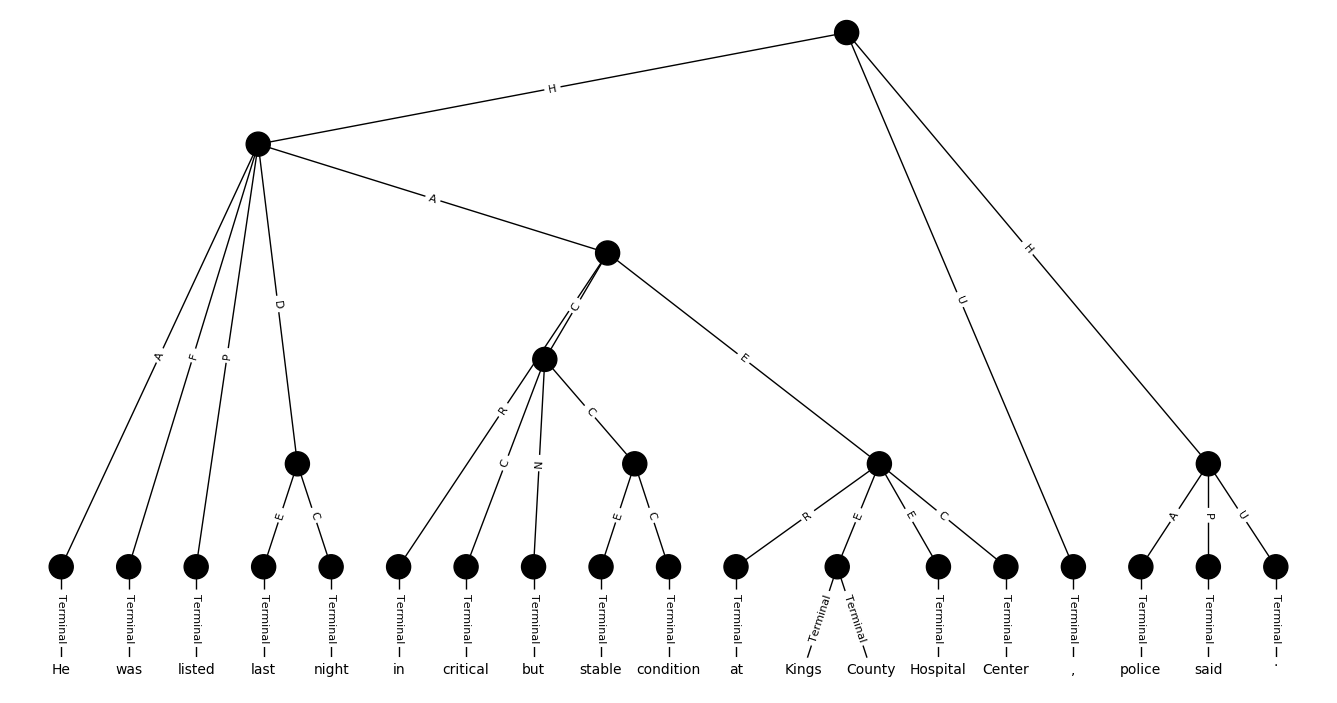 H
A
D
C
H
U
A
F
P
E
R
C
N
C
E C
E C
R E E C
A P U
Terminal Terminal Terminal Terminal Terminal Terminal Terminal Terminal Terminal Terminal Terminal Terminal Terminal Terminal Terminal Terminal Terminal Terminal Terminal
He was listed last night in critical but stable condition at Kings County Hospital Center , police said .